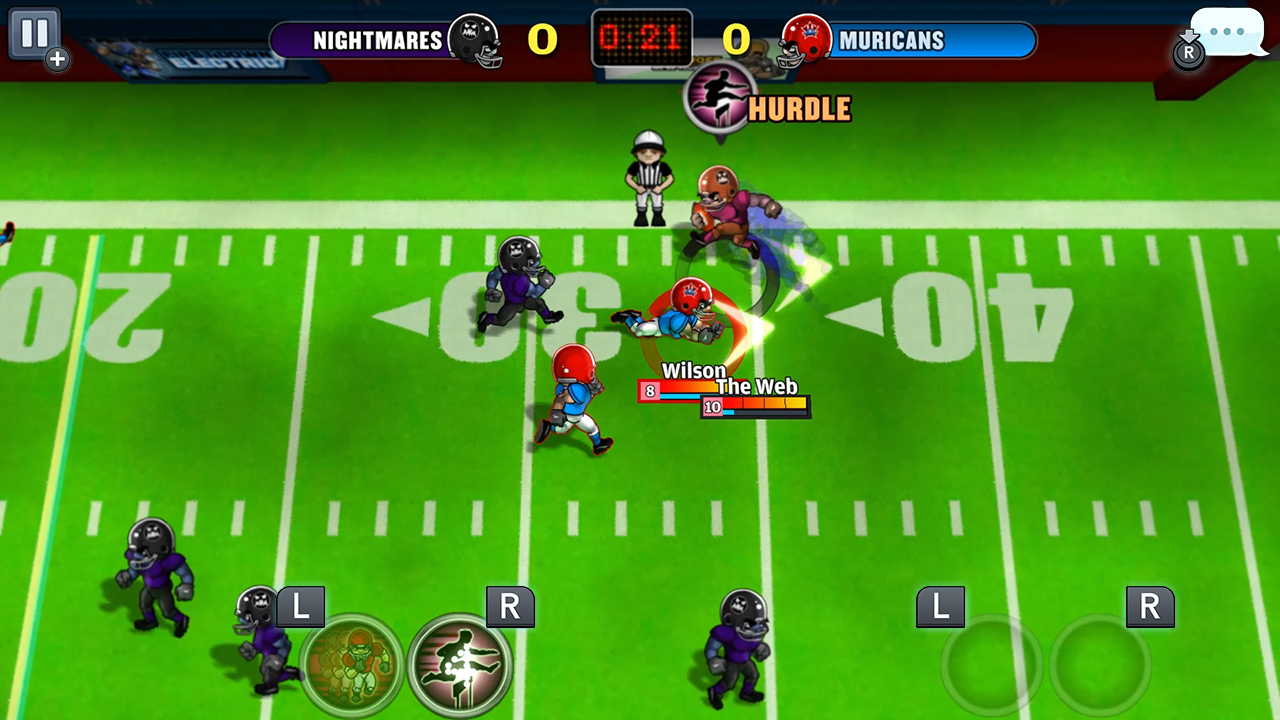 NIGHTMARES 0 0:21 0 MURICANS
+
R
ELECTRIC
HURDLE
20 30 40
Wilson
8
The Web
10
L R L R